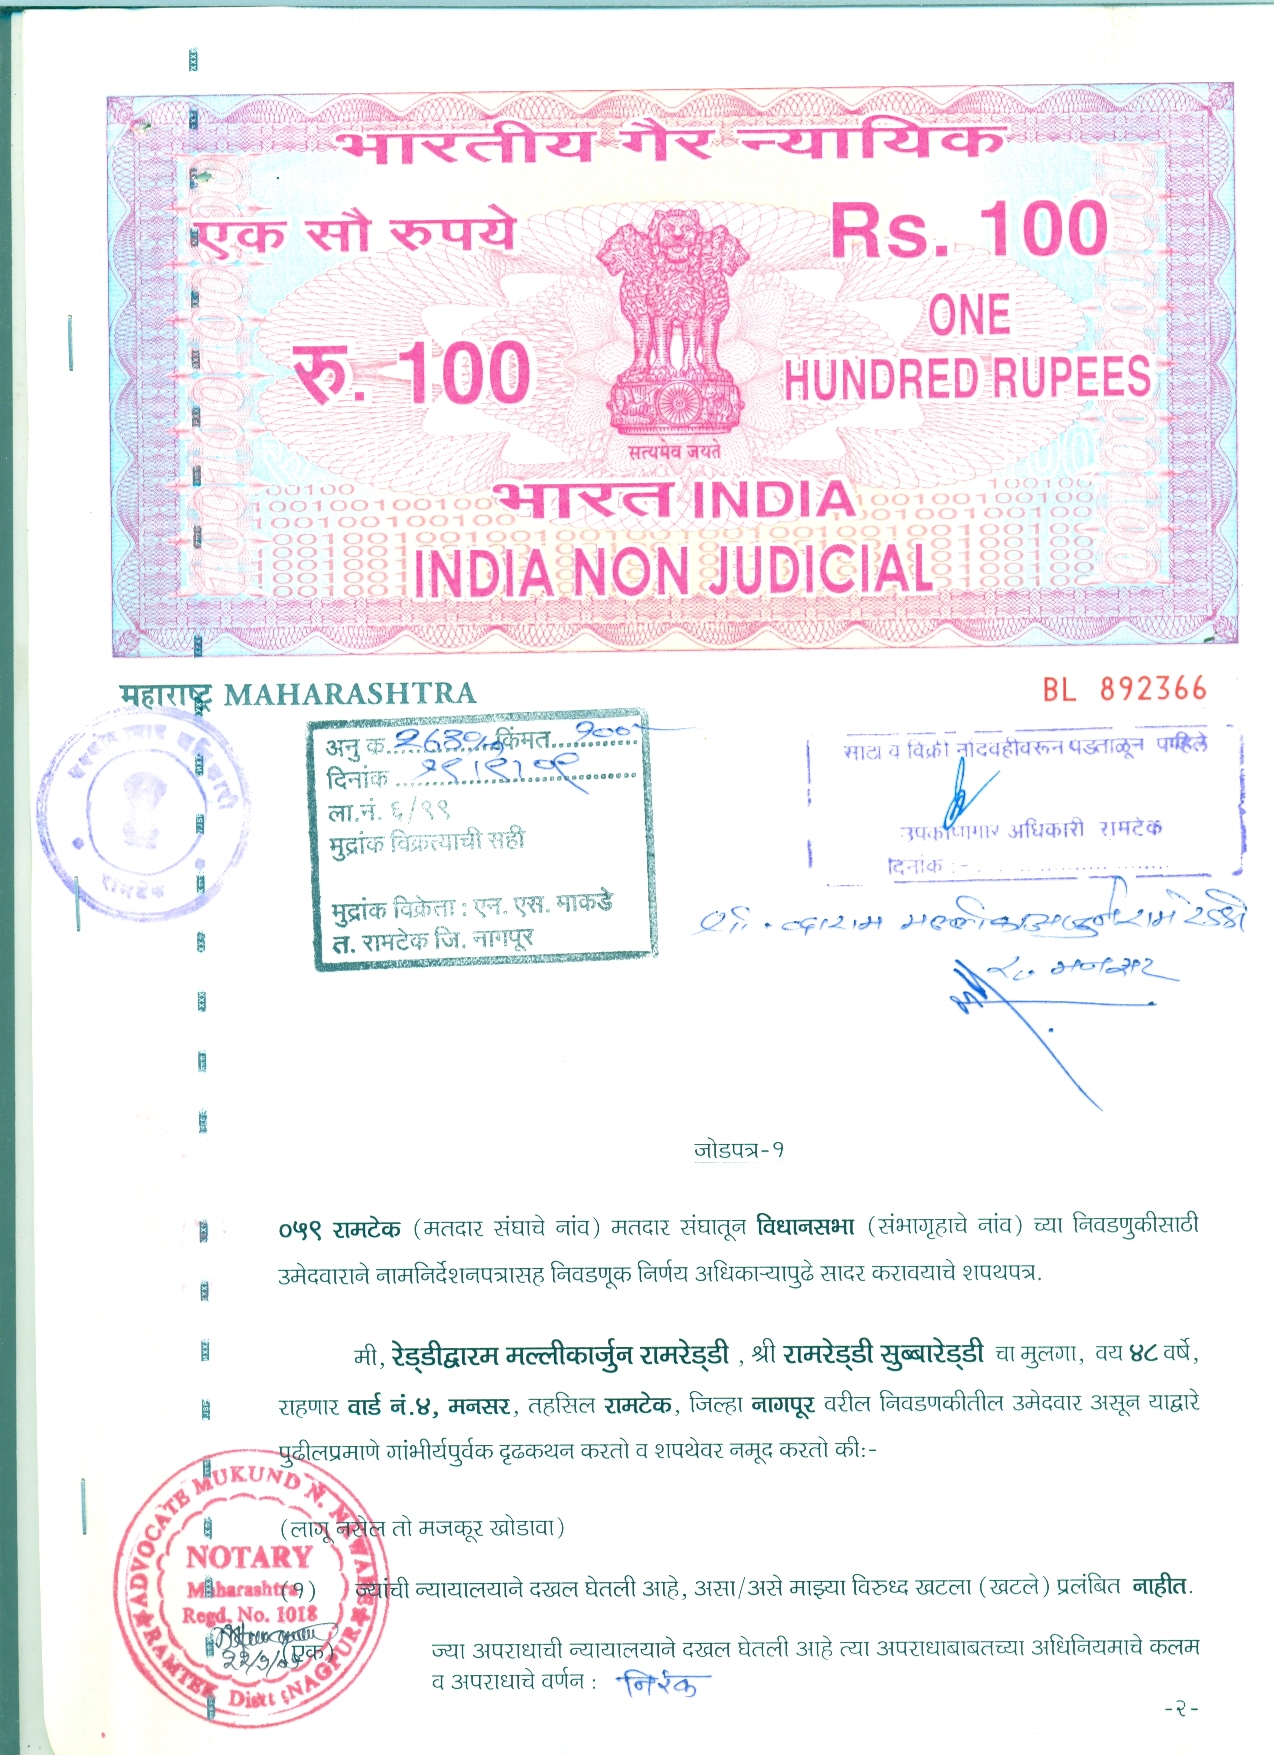 भारतीय गैर न्यायिक
एक सौ रुपये
Rs. 100
रु. 100
ONE
HUNDRED RUPEES
सत्यमेव जयते
भारत INDIA
INDIA NON JUDICIAL
महाराष्ट्र MAHARASHTRA
BL 892366
अनु क. किंमत. १००
दिनांक
ला.नं. ६/९९
मुद्रांक विक्रत्याची सही
मुद्रांक विक्रेता : एन. एस. माकडे
त. रामटेक जि. नागपूर
साठा व विक्री नोंदवहीवरून पडताळून पाहिले
उपकोषागार अधिकारी रामटेक
दिनांक :-
रामटेक
मनसर
जोडपत्र-१
०५९ रामटेक (मतदार संघाचे नांव) मतदार संघातून विधानसभा (संभागृहाचे नांव) च्या निवडणुकीसाठी
उमेदवाराने नामनिर्देशनपत्रासह निवडणूक निर्णय अधिकाऱ्यापुढे सादर करावयाचे शपथपत्र.
मी, रेड्डीद्वारम मल्लीकार्जुन रामरेड्डी , श्री रामरेड्डी सुब्बारेड्डी चा मुलगा, वय ४८ वर्षे,
राहणार वार्ड नं.४, मनसर, तहसिल रामटेक, जिल्हा नागपूर वरील निवडणकीतील उमेदवार असून याद्वारे
पुढीलप्रमाणे गांभीर्यपुर्वक दृढकथन करतो व शपथेवर नमूद करतो की:-
(लागू नसेल तो मजकूर खोडावा)
(१) ज्यांची न्यायालयाने दखल घेतली आहे, असा/असे माझ्या विरुध्द खटला (खटले) प्रलंबित नाहीत.
(एक) ज्या अपराधाची न्यायालयाने दखल घेतली आहे त्या अपराधाबाबतच्या अधिनियमाचे कलम
व अपराधाचे वर्णन : निरंक
ADVOCATE MUKUND N. NEWARE
NOTARY
Maharashtra
Regd. No. 1018
RAMTEK Distt : NAGPUR
-२-